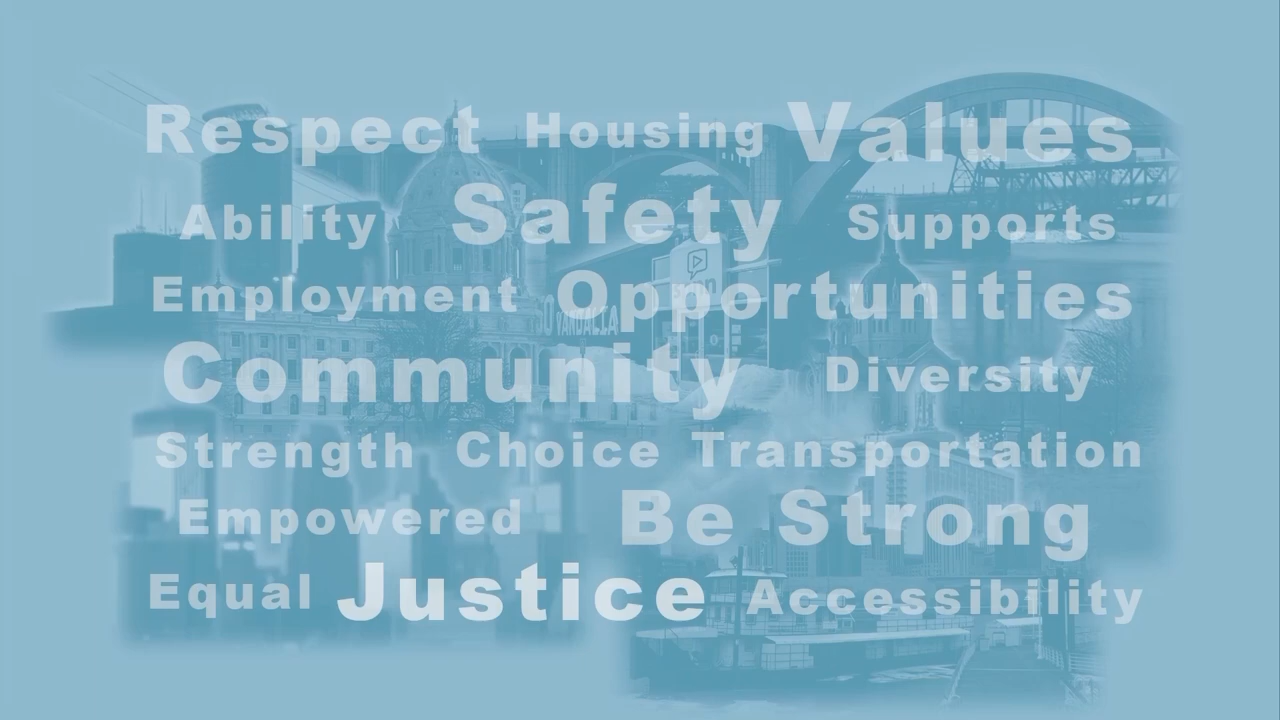 Respect Housing Values
Ability Safety Supports
Employment Opportunities
VANDALIA
Community Diversity
Strength Choice Transportation
Empowered Be Strong
Equal Justice Accessibility